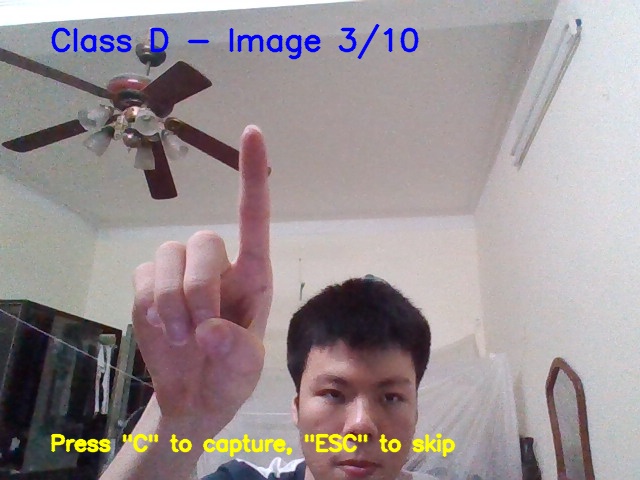 Class D - Image 3/10
Press "C" to capture, "ESC" to skip